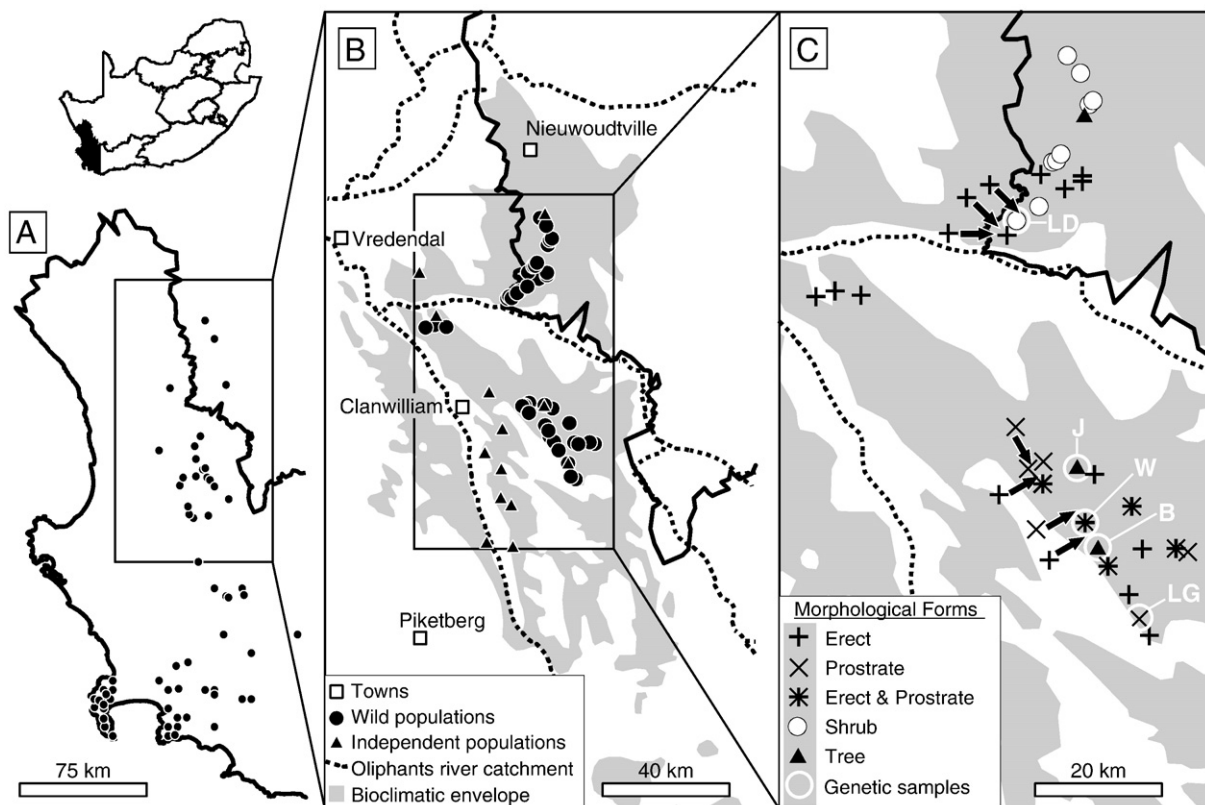 A
75 km
B
Nieuwoudtville
Vredendal
Clanwilliam
Piketberg
Towns
Wild populations
Independent populations
Oliphants river catchment
Bioclimatic envelope
40 km
C
LD
J
W
B
LG
Morphological Forms
Erect
Prostrate
Erect & Prostrate
Shrub
Tree
Genetic samples
20 km